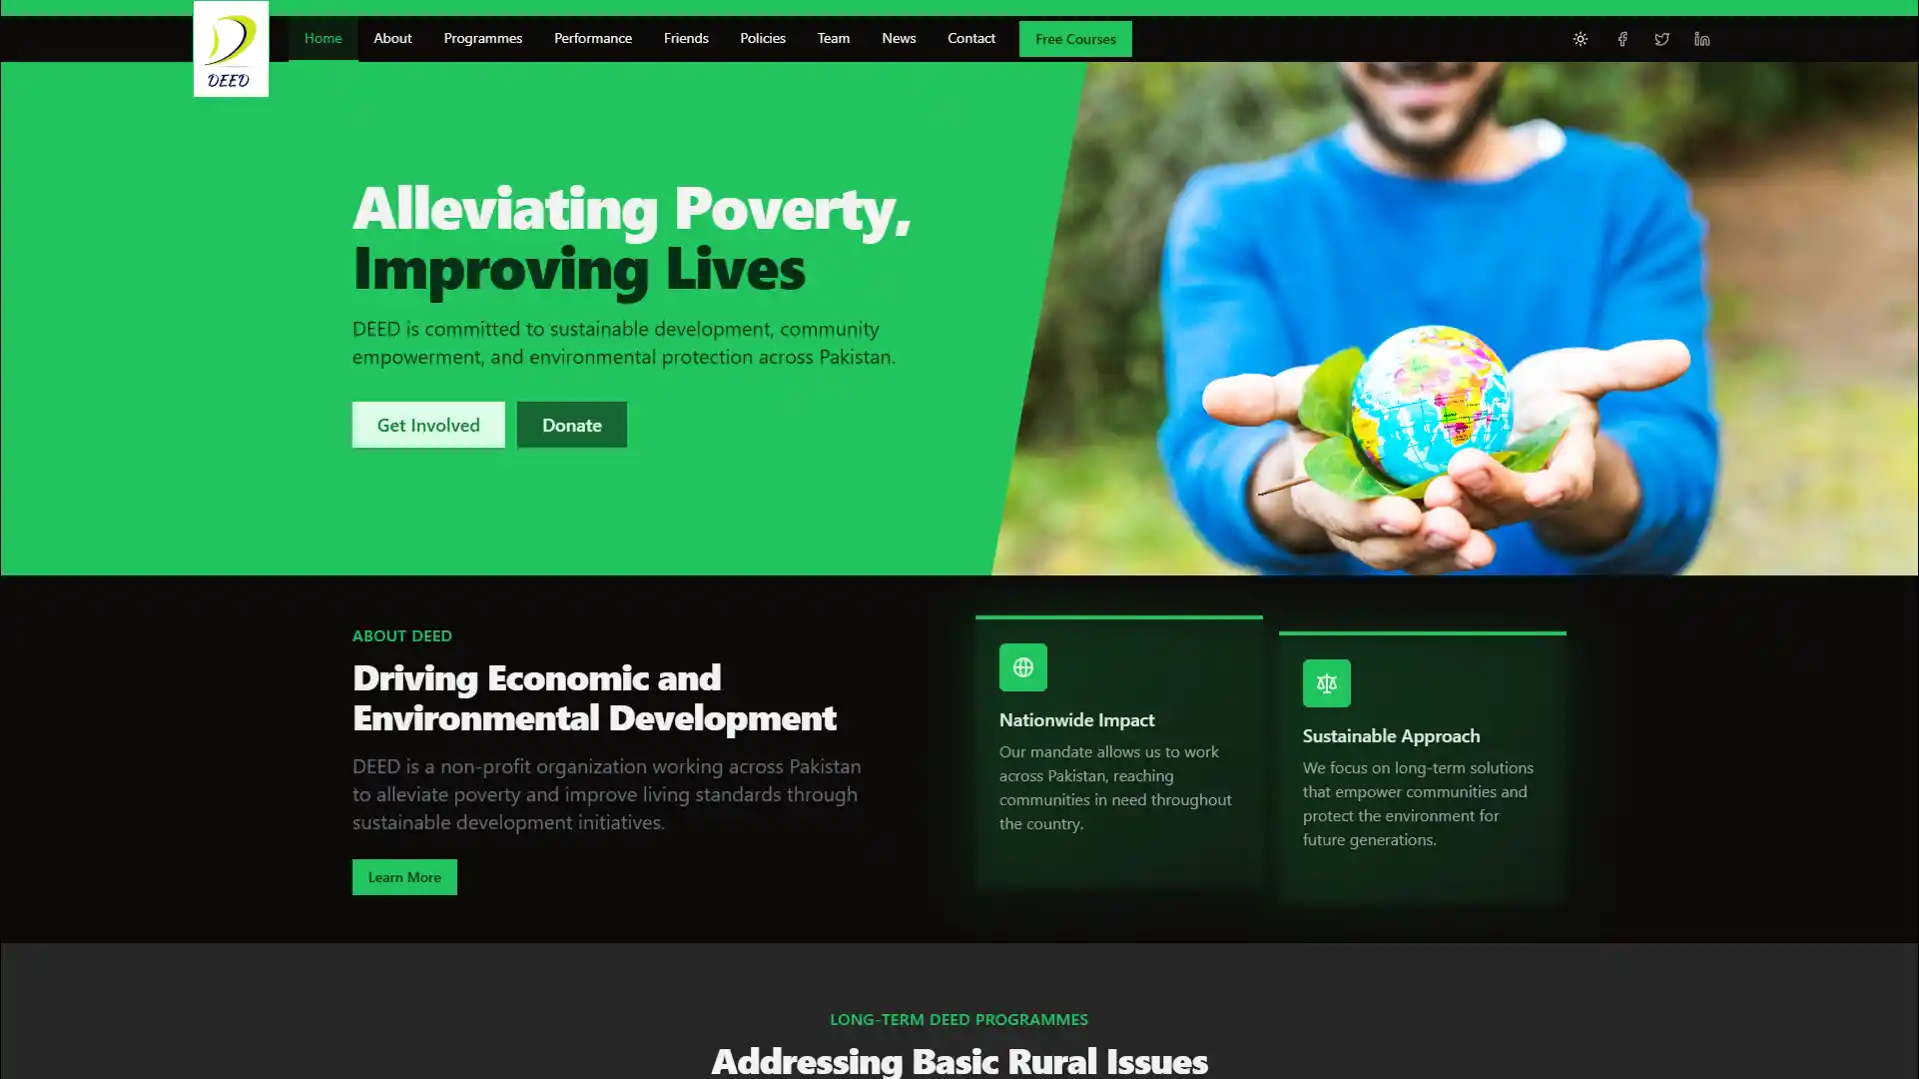 DEED
Home
About
Programmes
Performance
Friends
Policies
Team
News
Contact
Free Courses
Alleviating Poverty,
Improving Lives
DEED is committed to sustainable development, community
empowerment, and environmental protection across Pakistan.
Get Involved
Donate
ABOUT DEED
Driving Economic and
Environmental Development
DEED is a non-profit organization working across Pakistan
to alleviate poverty and improve living standards through
sustainable development initiatives.
Learn More
Nationwide Impact
Our mandate allows us to work
across Pakistan, reaching
communities in need throughout
the country.
Sustainable Approach
We focus on long-term solutions
that empower communities and
protect the environment for
future generations.
LONG-TERM DEED PROGRAMMES
Addressing Basic Rural Issues